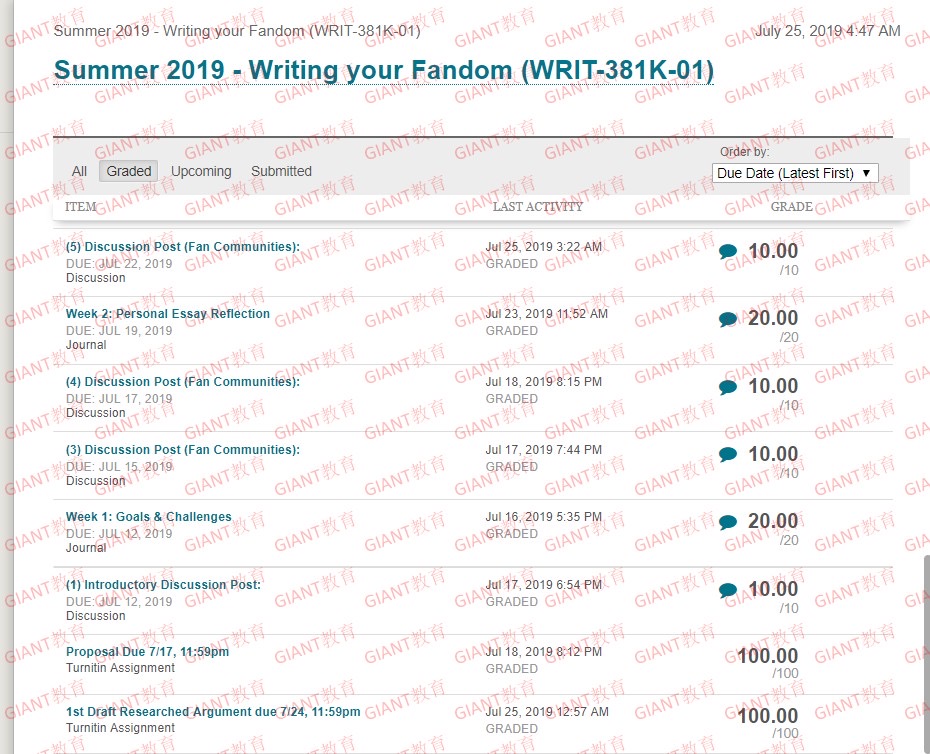 Summer 2019 - Writing your Fandom (WRIT-381K-01)
July 25, 2019 4:47 AM
Summer 2019 - Writing your Fandom (WRIT-381K-01)
All Graded Upcoming Submitted
Order by:
Due Date (Latest First) ▼
ITEM LAST ACTIVITY GRADE
(5) Discussion Post (Fan Communities): Jul 25, 2019 3:22 AM 10.00
DUE: JUL 22, 2019 GRADED /10
Discussion
Week 2: Personal Essay Reflection Jul 23, 2019 11:52 AM 20.00
DUE: JUL 19, 2019 GRADED /20
Journal
(4) Discussion Post (Fan Communities): Jul 18, 2019 8:15 PM 10.00
DUE: JUL 17, 2019 GRADED /10
Discussion
(3) Discussion Post (Fan Communities): Jul 17, 2019 7:44 PM 10.00
DUE: JUL 15, 2019 GRADED /10
Discussion
Week 1: Goals & Challenges Jul 16, 2019 5:35 PM 20.00
DUE: JUL 12, 2019 GRADED /20
Journal
(1) Introductory Discussion Post: Jul 17, 2019 6:54 PM 10.00
DUE: JUL 12, 2019 GRADED /10
Discussion
Proposal Due 7/17, 11:59pm Jul 18, 2019 8:12 PM 100.00
Turnitin Assignment GRADED /100
1st Draft Researched Argument due 7/24, 11:59pm Jul 25, 2019 12:57 AM 100.00
Turnitin Assignment GRADED /100
GIANT教育